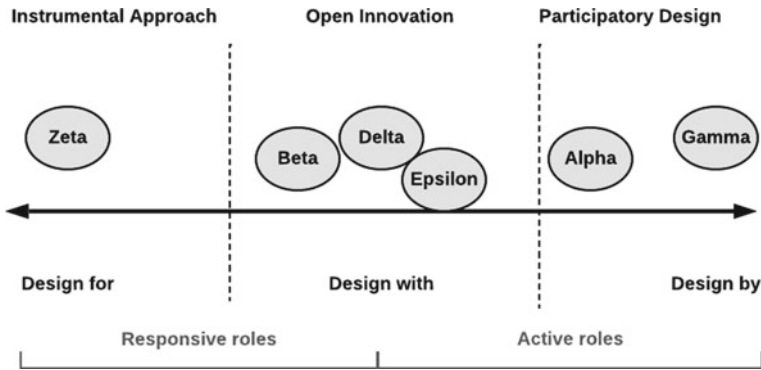 Instrumental Approach Open Innovation Participatory Design
Zeta
Beta
Delta
Epsilon
Alpha
Gamma
Design for Design with Design by
Responsive roles Active roles